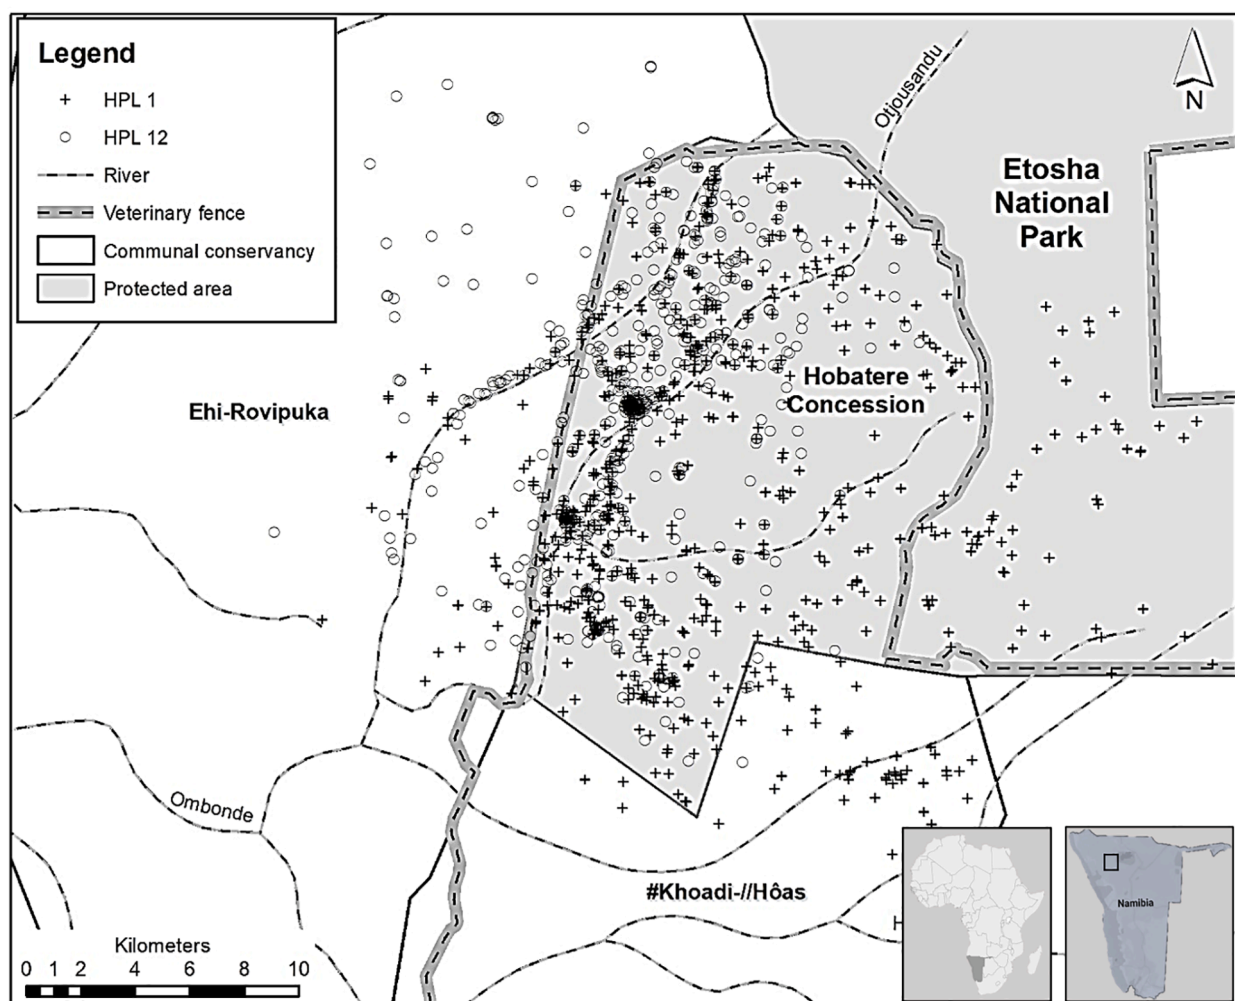 Legend
HPL 1
HPL 12
River
Veterinary fence
Communal conservancy
Protected area
Otjousandu
N
Etosha
National
Park
Hobatere
Concession
Ehi-Rovipuka
Ombonde
#Khoadi-//Hôas
H
Kilometers
0 1 2 4 6 8 10
Namibia